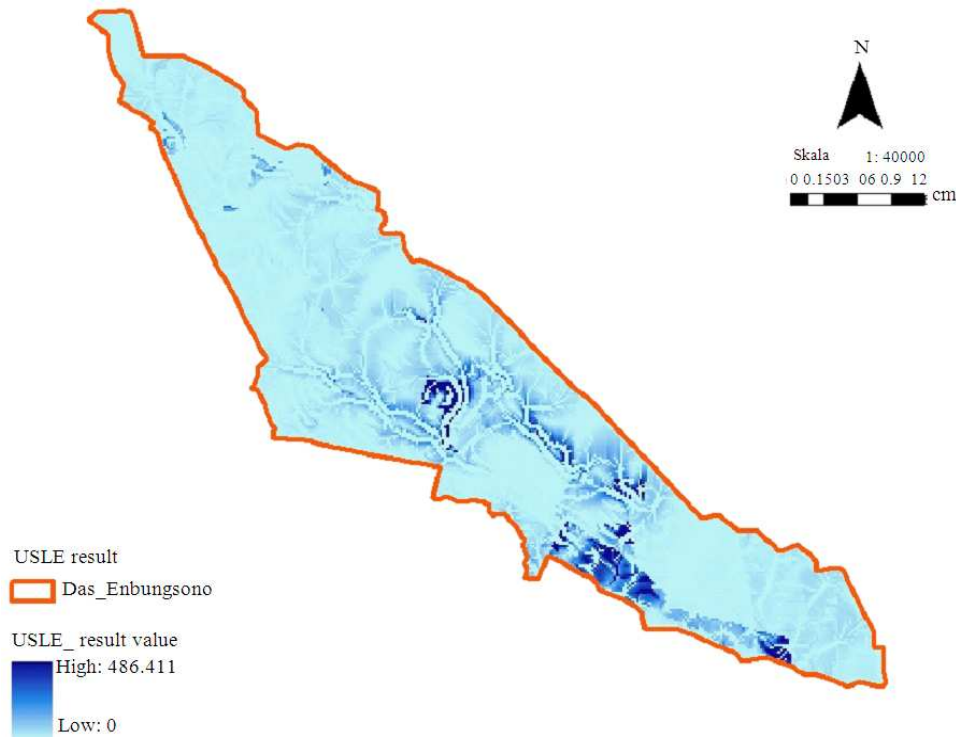 N
Skala 1: 40000
0 0.1503 06 0.9 12
cm
USLE result
Das_Enbungsono
USLE_ result value
High: 486.411
Low: 0